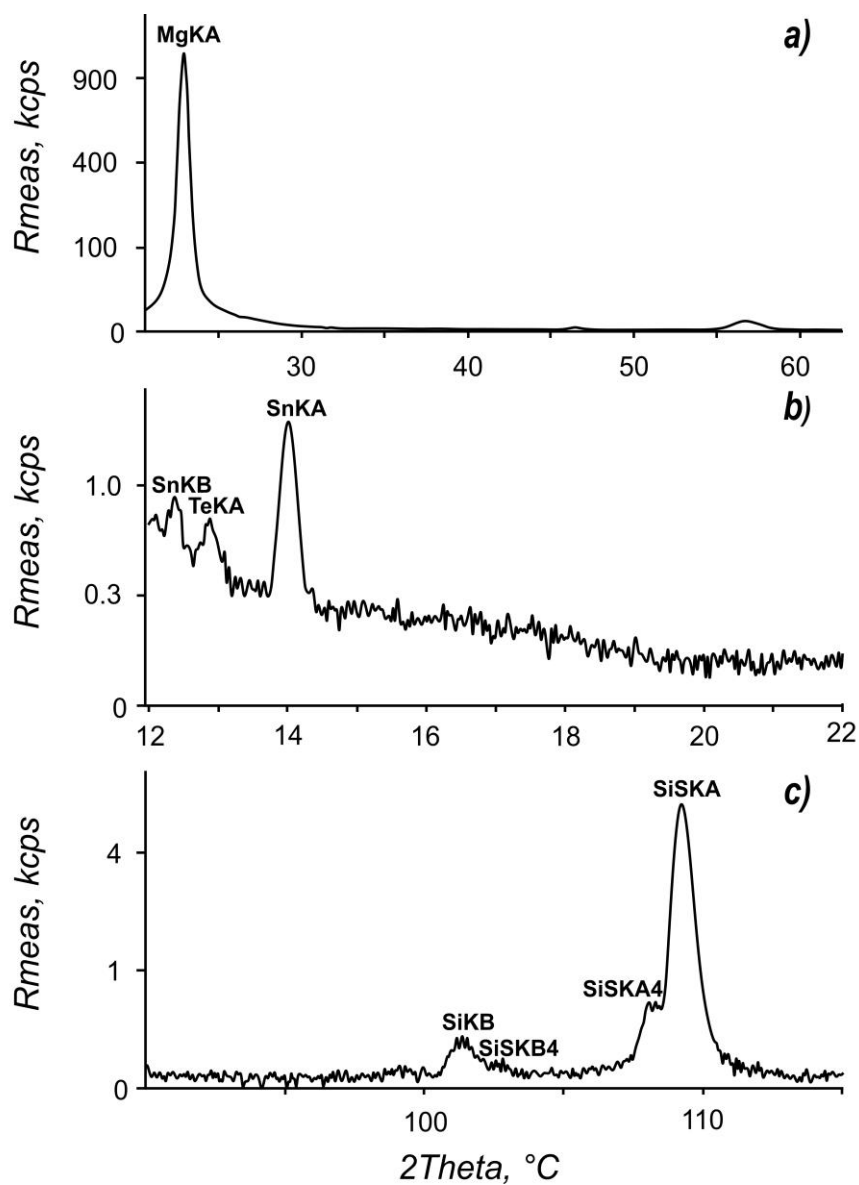 a)
MgKA
Rmeas, kcps
900
400
100
0
30 40 50 60
b)
SnKA
SnKB
TeKA
Rmeas, kcps
1.0
0.3
0
12 14 16 18 20 22
c)
SiSKA
SiSKA4
SiKB
SiSKB4
Rmeas, kcps
4
1
0
100 110
2Theta, °C